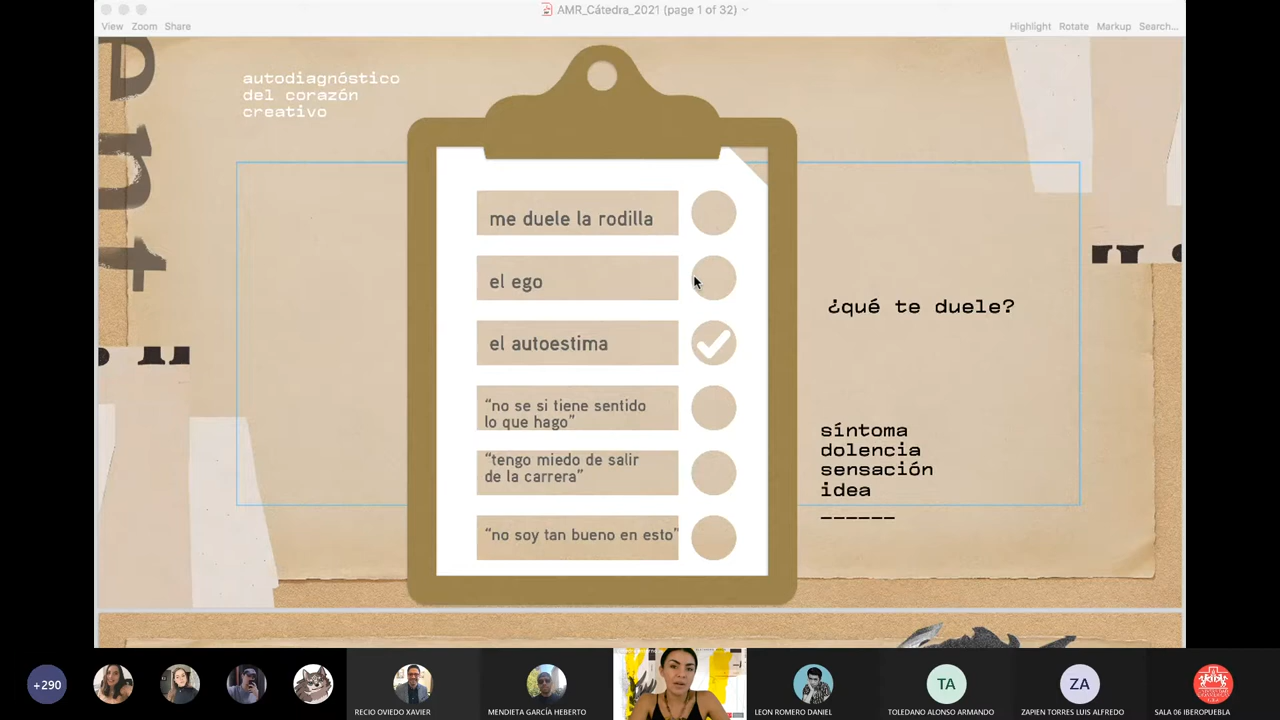 AMR_Cátedra_2021 (page 1 of 32)
View Zoom Share
Highlight Rotate Markup Search...
autodiagnóstico
del corazón
creativo
me duele la rodilla
el ego
el autoestima
“no se si tiene sentido
lo que hago”
“tengo miedo de salir
de la carrera”
“no soy tan bueno en esto”
¿qué te duele?
síntoma
dolencia
sensación
idea
______
+290
RECIO OVIEDO XAVIER
MENDIETA GARCÍA HEBERTO
LEON ROMERO DANIEL
TA
TOLEDANO ALONSO ARMANDO
ZA
ZAPIEN TORRES LUIS ALFREDO
SALA 06 IBEROPUEBLA